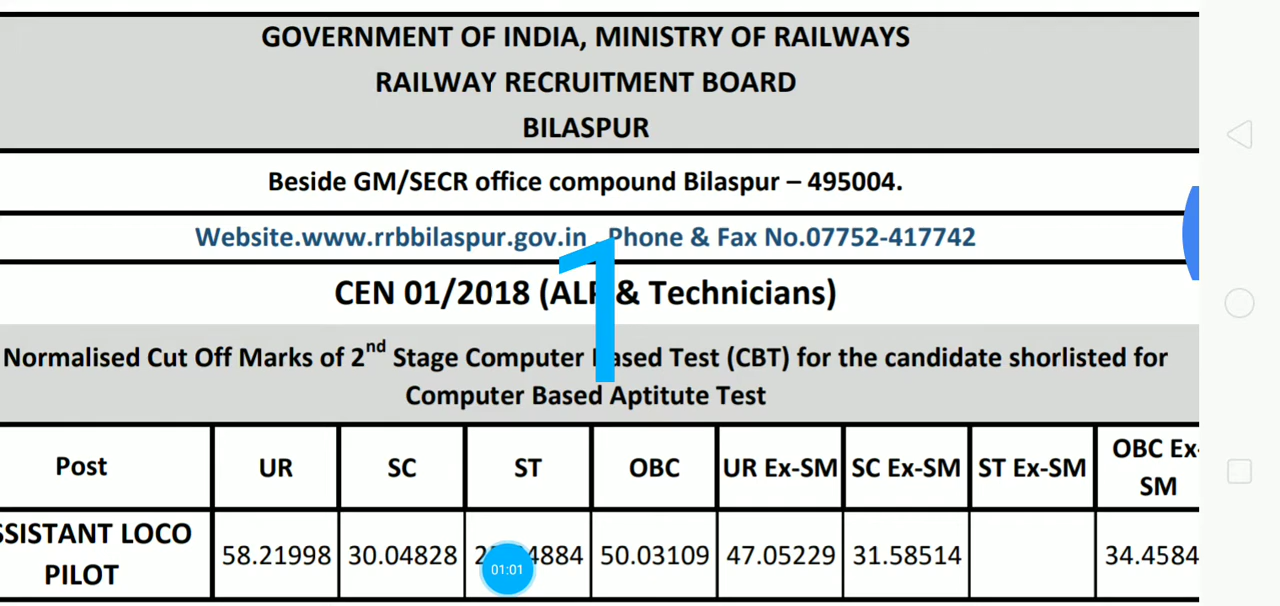 GOVERNMENT OF INDIA, MINISTRY OF RAILWAYS
RAILWAY RECRUITMENT BOARD
BILASPUR
Beside GM/SECR office compound Bilaspur – 495004.
Website.www.rrbbilaspur.gov.in , Phone & Fax No.07752-417742
1
CEN 01/2018 (ALP & Technicians)
Normalised Cut Off Marks of 2nd Stage Computer Based Test (CBT) for the candidate shorlisted for
Computer Based Aptitute Test
Post UR SC ST OBC UR Ex-SM SC Ex-SM ST Ex-SM OBC Ex-
SM
SSISTANT LOCO
PILOT 58.21998 30.04828 50.03109 47.05229 31.58514 34.4584
01:01